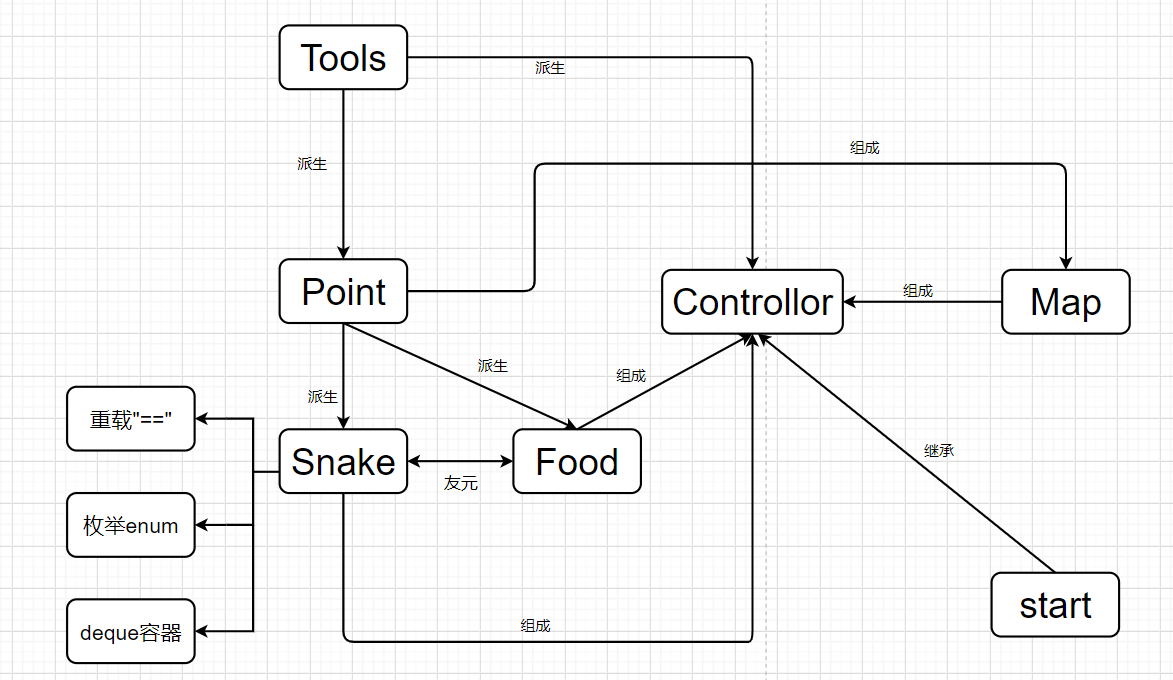 Tools
派生
派生
组成
Point
Controllor
组成
Map
派生
组成
派生
重载"=="
Snake
友元
Food
继承
枚举enum
deque容器
组成
start